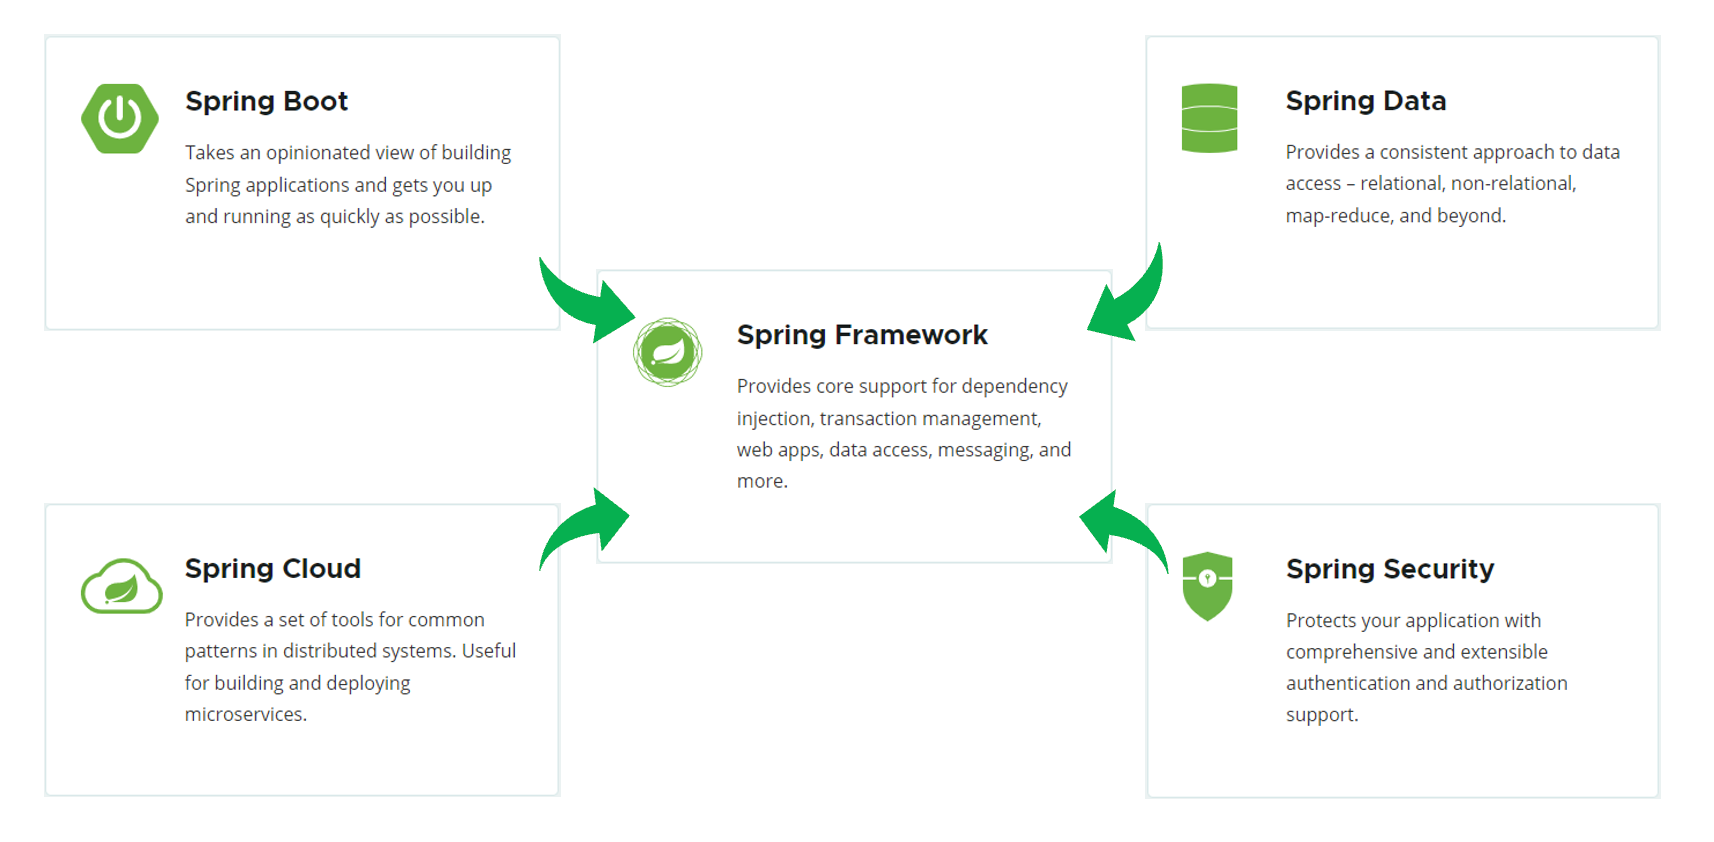 Spring Boot
Takes an opinionated view of building
Spring applications and gets you up
and running as quickly as possible.
Spring Data
Provides a consistent approach to data
access – relational, non-relational,
map-reduce, and beyond.
Spring Framework
Provides core support for dependency
injection, transaction management,
web apps, data access, messaging, and
more.
Spring Cloud
Provides a set of tools for common
patterns in distributed systems. Useful
for building and deploying
microservices.
Spring Security
Protects your application with
comprehensive and extensible
authentication and authorization
support.